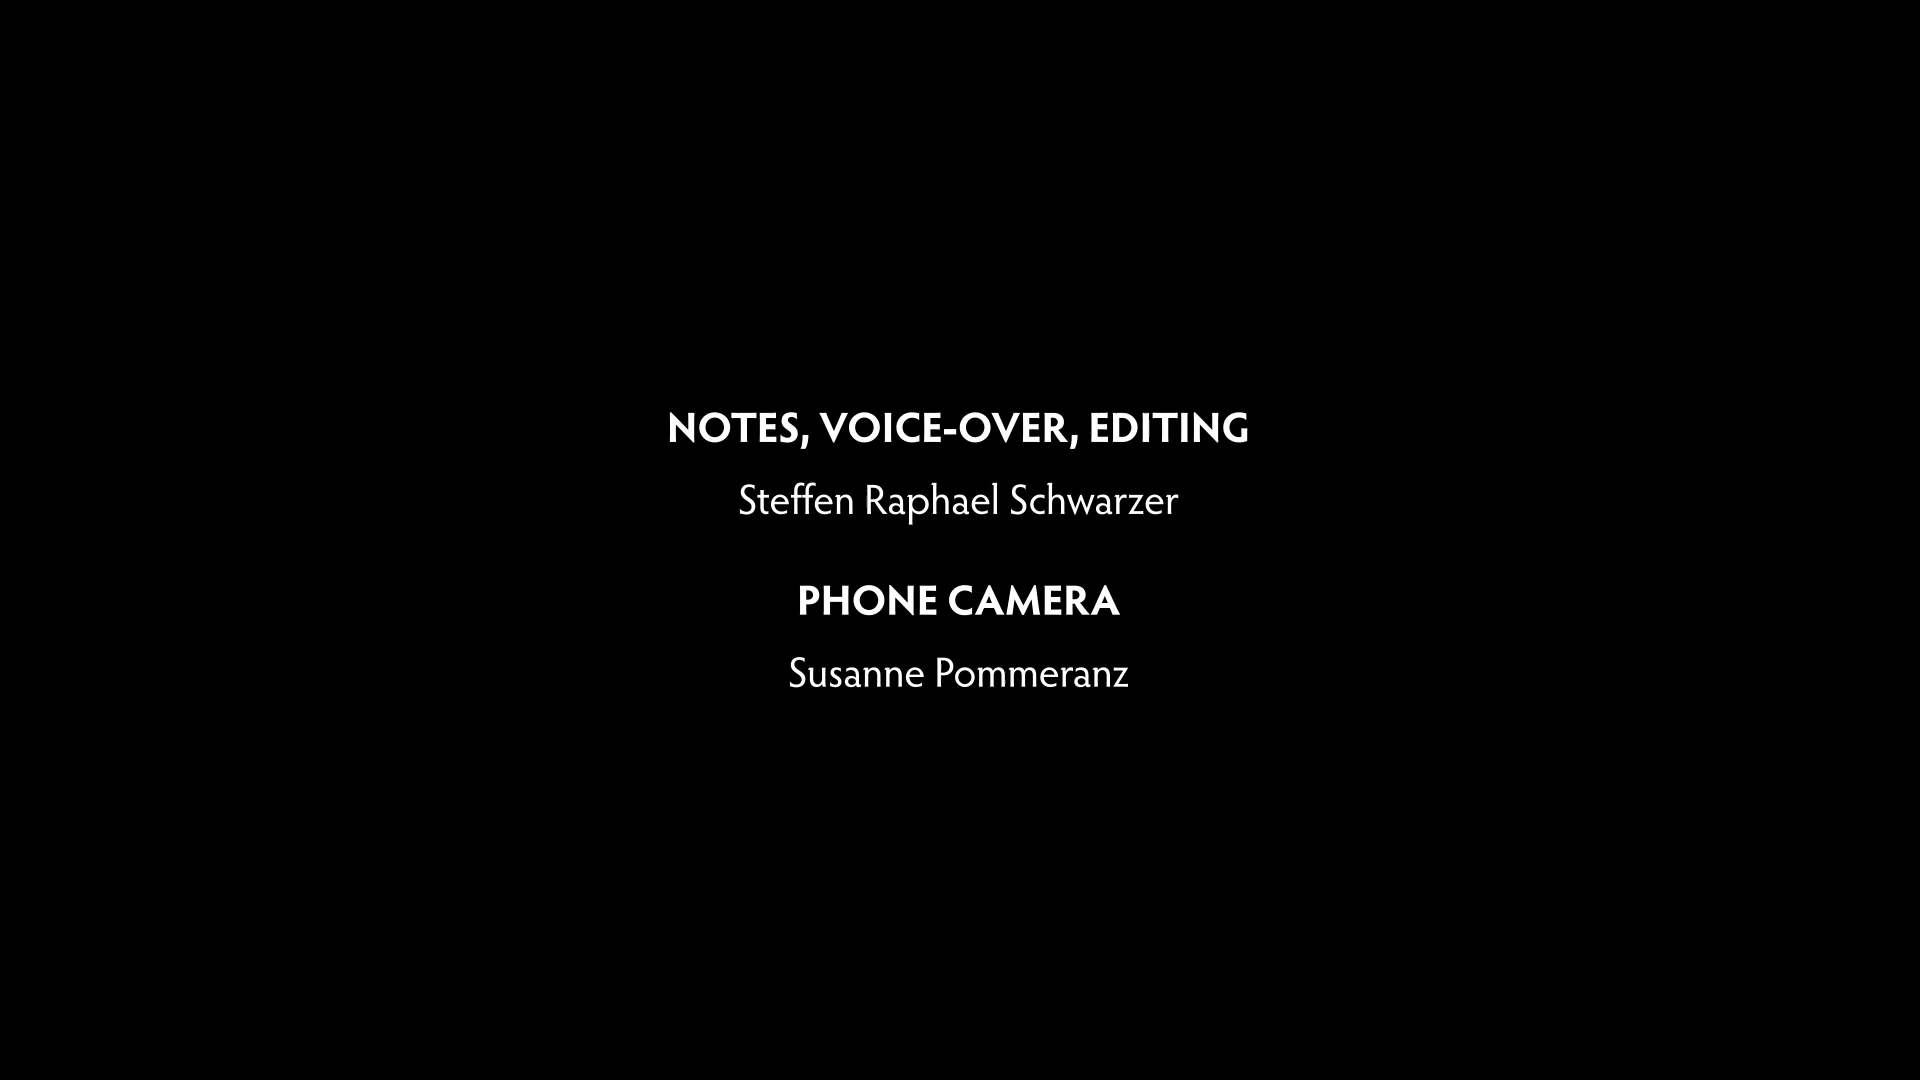 NOTES, VOICE-OVER, EDITING
Steffen Raphael Schwarzer
PHONE CAMERA
Susanne Pommeranz